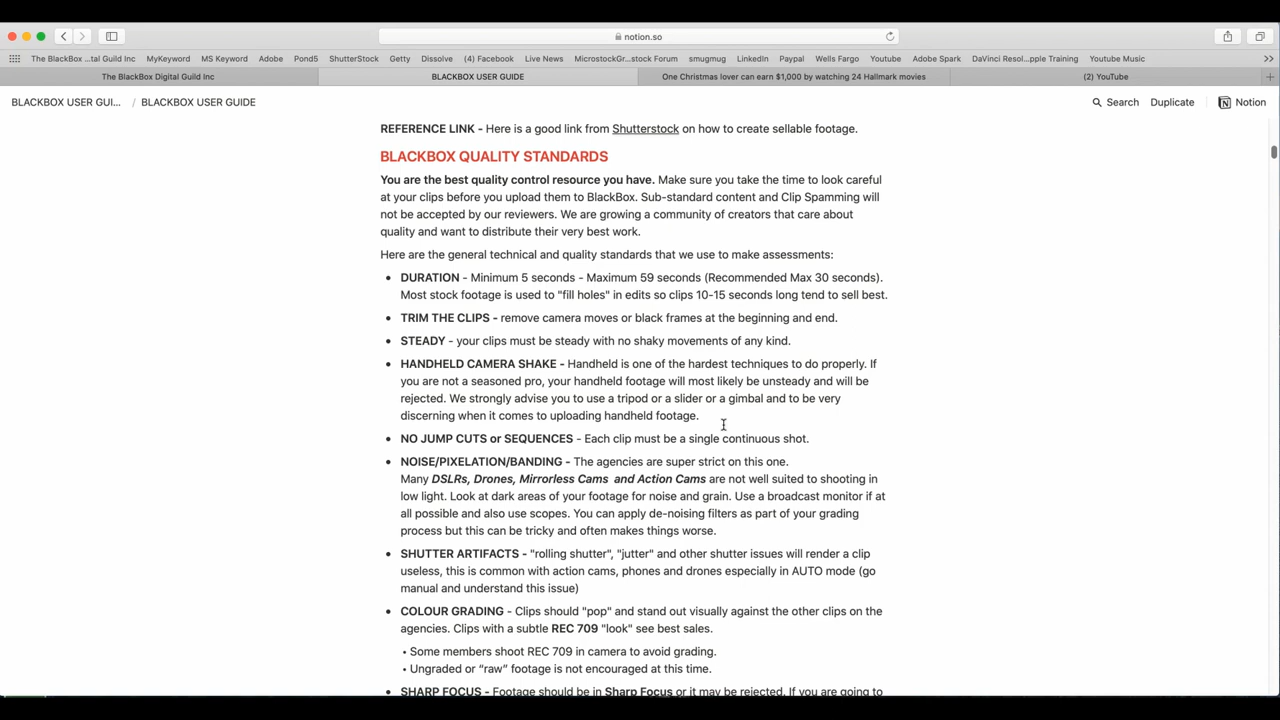 notion.so
The BlackBox ...tal Guild Inc MyKeyword MS Keyword Adobe Pond5 ShutterStock Getty Dissolve (4) Facebook Live News MicrostockGr...stock Forum smugmug LinkedIn Paypal Wells Fargo Youtube Adobe Spark DaVinci Resol...pple Training Youtube Music
The BlackBox Digital Guild Inc BLACKBOX USER GUIDE One Christmas lover can earn $1,000 by watching 24 Hallmark movies (2) YouTube
BLACKBOX USER GUI... / BLACKBOX USER GUIDE Search Duplicate Notion
REFERENCE LINK - Here is a good link from Shutterstock on how to create sellable footage.
BLACKBOX QUALITY STANDARDS
You are the best quality control resource you have. Make sure you take the time to look careful
at your clips before you upload them to BlackBox. Sub-standard content and Clip Spamming will
not be accepted by our reviewers. We are growing a community of creators that care about
quality and want to distribute their very best work.
Here are the general technical and quality standards that we use to make assessments:
• DURATION - Minimum 5 seconds - Maximum 59 seconds (Recommended Max 30 seconds).
Most stock footage is used to "fill holes" in edits so clips 10-15 seconds long tend to sell best.
• TRIM THE CLIPS - remove camera moves or black frames at the beginning and end.
• STEADY - your clips must be steady with no shaky movements of any kind.
• HANDHELD CAMERA SHAKE - Handheld is one of the hardest techniques to do properly. If
you are not a seasoned pro, your handheld footage will most likely be unsteady and will be
rejected. We strongly advise you to use a tripod or a slider or a gimbal and to be very
discerning when it comes to uploading handheld footage.
• NO JUMP CUTS or SEQUENCES - Each clip must be a single continuous shot.
• NOISE/PIXELATION/BANDING - The agencies are super strict on this one.
Many DSLRs, Drones, Mirrorless Cams and Action Cams are not well suited to shooting in
low light. Look at dark areas of your footage for noise and grain. Use a broadcast monitor if at
all possible and also use scopes. You can apply de-noising filters as part of your grading
process but this can be tricky and often makes things worse.
• SHUTTER ARTIFACTS - "rolling shutter", "jutter" and other shutter issues will render a clip
useless, this is common with action cams, phones and drones especially in AUTO mode (go
manual and understand this issue)
• COLOUR GRADING - Clips should "pop" and stand out visually against the other clips on the
agencies. Clips with a subtle REC 709 "look" see best sales.
• Some members shoot REC 709 in camera to avoid grading.
• Ungraded or “raw” footage is not encouraged at this time.
• SHARP FOCUS - Footage should be in Sharp Focus or it may be rejected. If you are going to